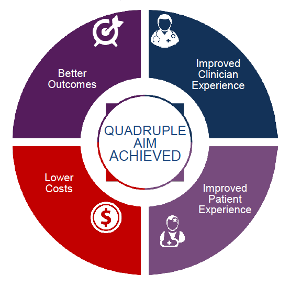 Better
Outcomes
Improved
Clinician
Experience
QUADRUPLE
AIM
ACHIEVED
Lower
Costs
$
Improved
Patient
Experience